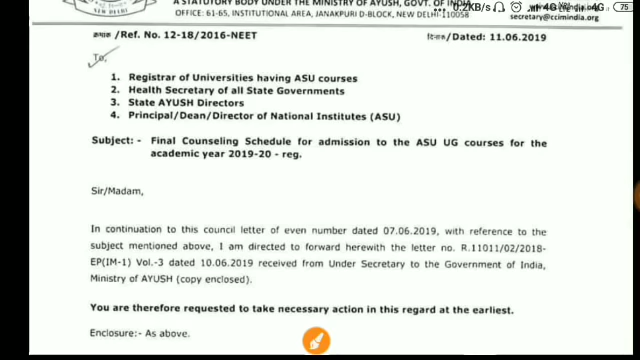 A STATUTORY BODY UNDER THE MINISTRY OF AYUSH, GOVT. OF INDIA
OFFICE: 61-65, INSTITUTIONAL AREA, JANAKPURI D-BLOCK, NEW DELHI-110058
secretary@ccimindia.org
0.2KB/s 4G 4G 75
NEW DELHI
क्रमांक /Ref. No. 12-18/2016-NEET
दिनांक/Dated: 11.06.2019
To,
1. Registrar of Universities having ASU courses
2. Health Secretary of all State Governments
3. State AYUSH Directors
4. Principal/Dean/Director of National Institutes (ASU)
Subject: - Final Counseling Schedule for admission to the ASU UG courses for the
academic year 2019-20 - reg.
Sir/Madam,
In continuation to this council letter of even number dated 07.06.2019, with reference to the
subject mentioned above, I am directed to forward herewith the letter no. R.11011/02/2018-
EP(IM-1) Vol.-3 dated 10.06.2019 received from Under Secretary to the Government of India,
Ministry of AYUSH (copy enclosed).
You are therefore requested to take necessary action in this regard at the earliest.
Enclosure:- As above.